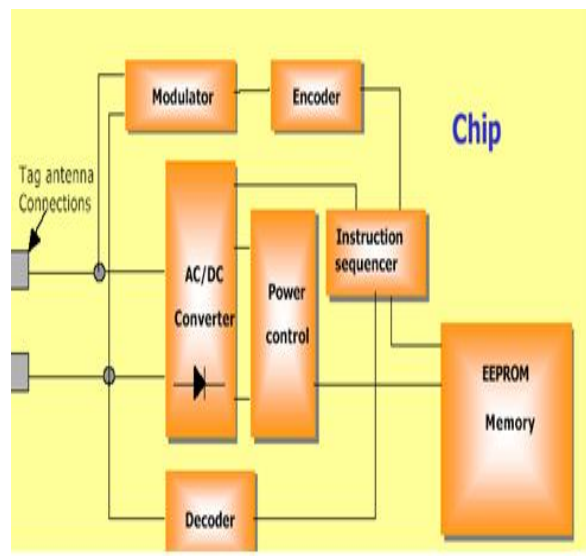 Modulator
Encoder
Chip
Tag antenna
Connections
Instruction
sequencer
AC/DC
Converter
Power
control
EEPROM
Memory
Decoder